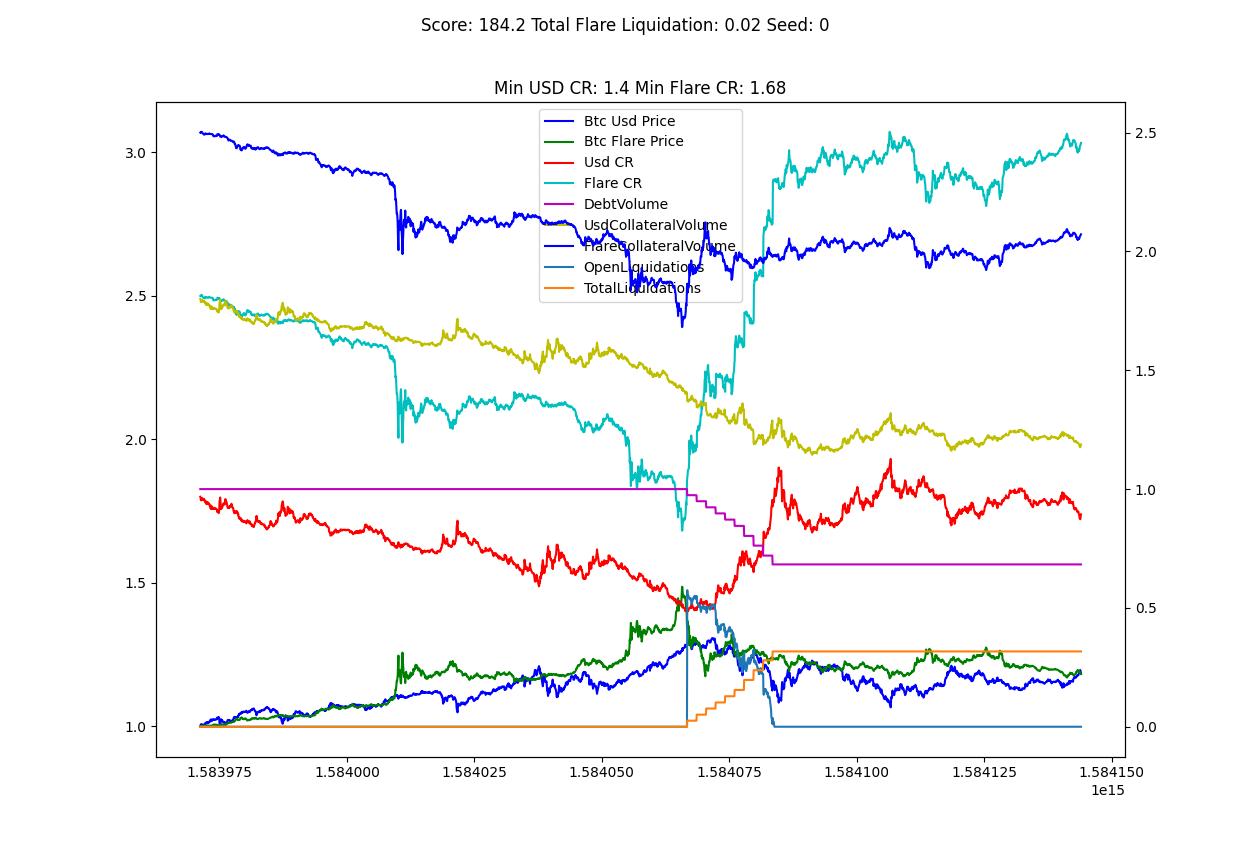 Score: 184.2 Total Flare Liquidation: 0.02 Seed: 0
Min USD CR: 1.4 Min Flare CR: 1.68
Btc Usd Price
Btc Flare Price
Usd CR
Flare CR
DebtVolume
UsdCollateralVolume
FlareCollateralVolume
OpenLiquidations
TotalLiquidations
3.0
2.5
2.0
1.5
1.0
2.5
2.0
1.5
1.0
0.5
0.0
1.583975 1.584000 1.584025 1.584050 1.584075 1.584100 1.584125 1.584150
1e15